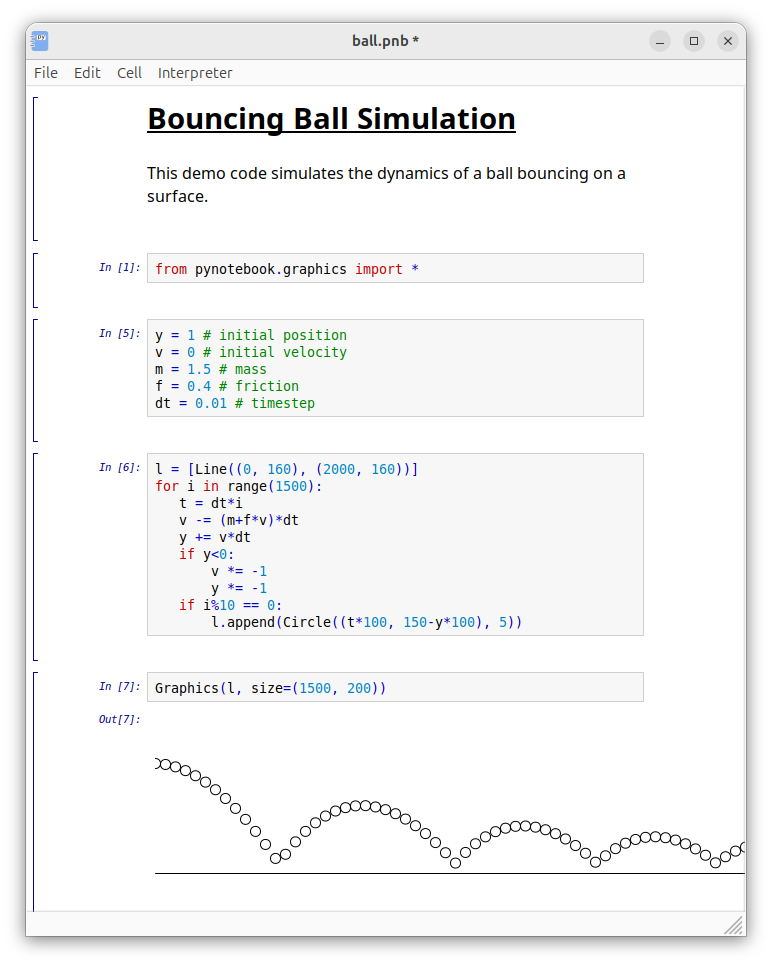 ball.pnb *
File Edit Cell Interpreter
Bouncing Ball Simulation
This demo code simulates the dynamics of a ball bouncing on a
surface.
In [1]: from pynotebook.graphics import *
In [5]: y = 1 # initial position
v = 0 # initial velocity
m = 1.5 # mass
f = 0.4 # friction
dt = 0.01 # timestep
In [6]: l = [Line((0, 160), (2000, 160))]
for i in range(1500):
   t = dt*i
   v -= (m+f*v)*dt
   y += v*dt
   if y<0:
       v *= -1
       y *= -1
   if i%10 == 0:
       l.append(Circle((t*100, 150-y*100), 5))
In [7]: Graphics(l, size=(1500, 200))
Out[7]: